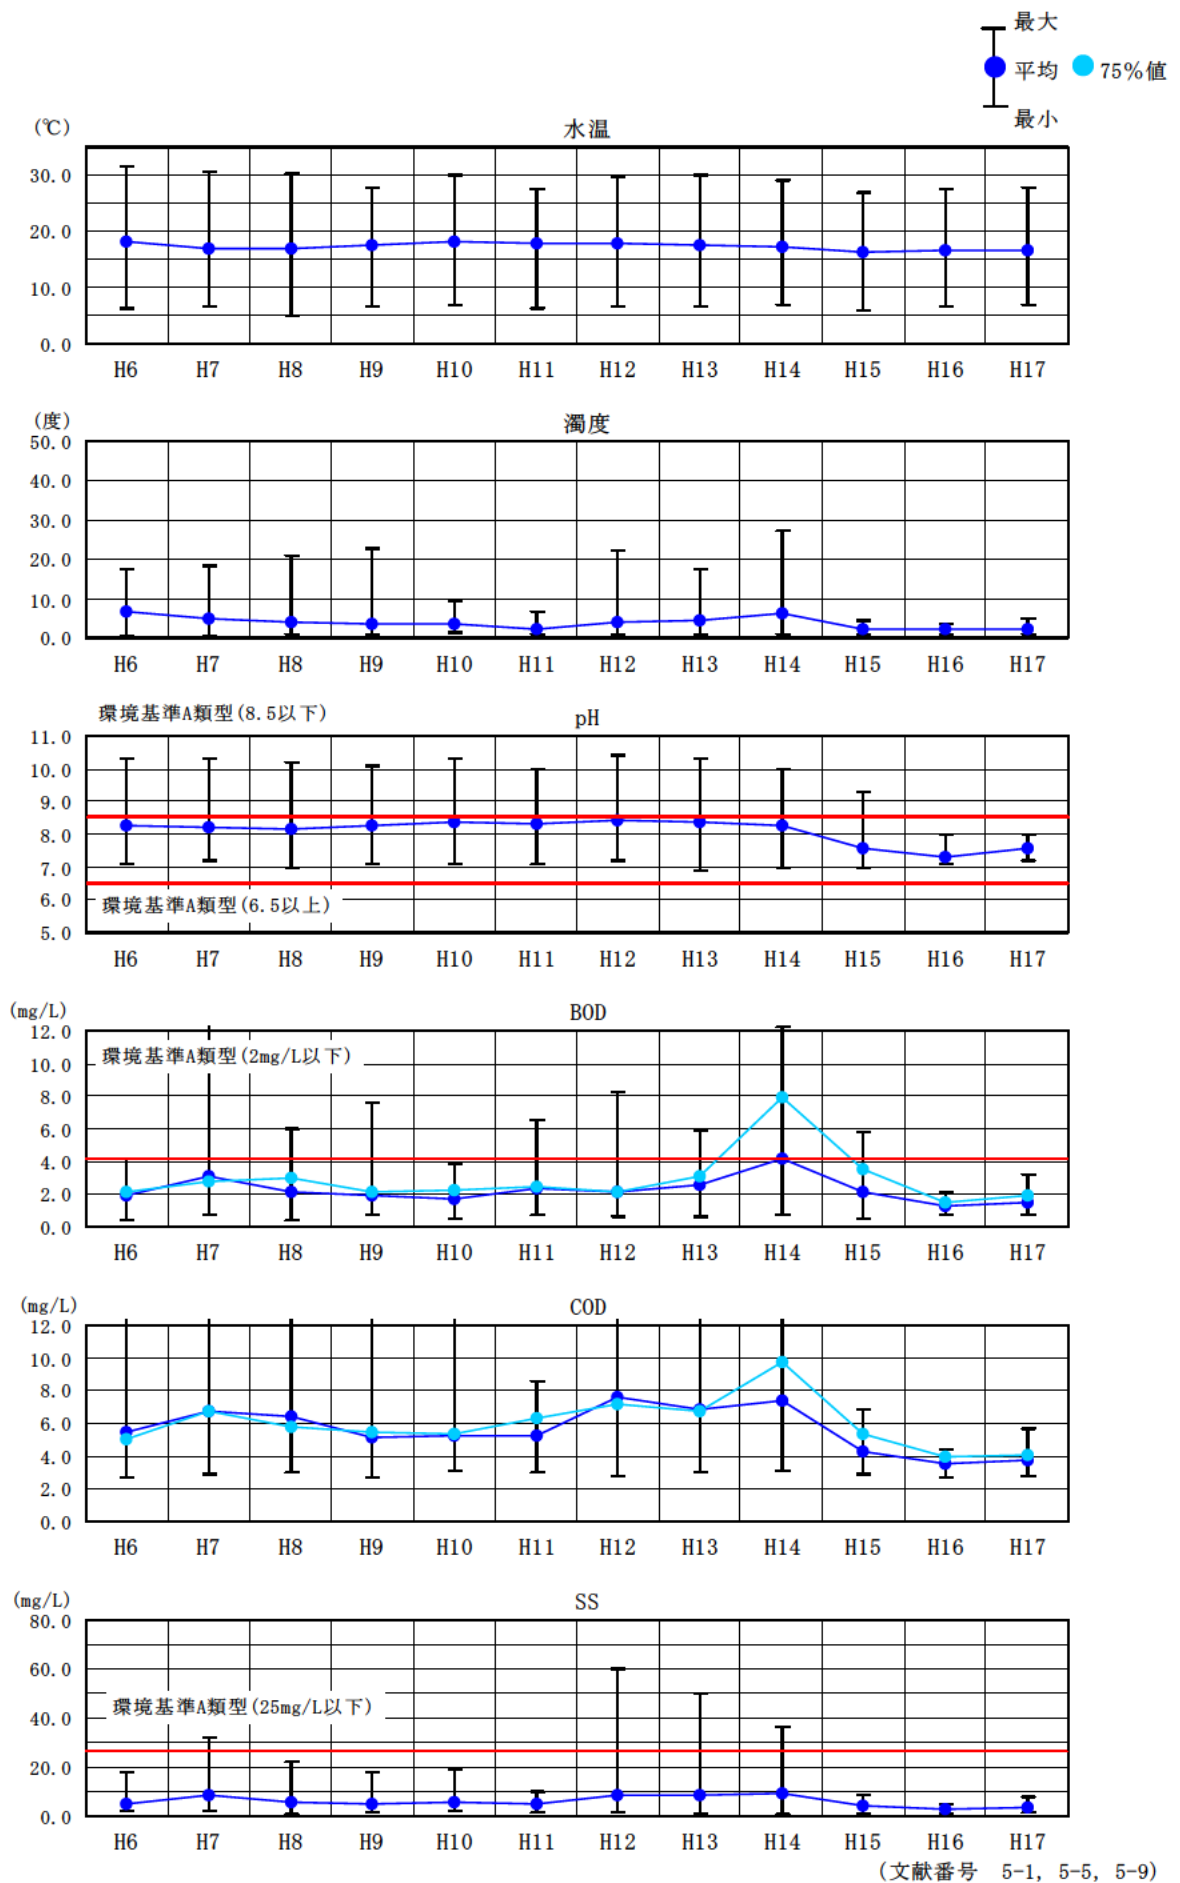 最大
平均 75%値
最小
(℃)
水温
30.0
20.0
10.0
0.0
H6 H7 H8 H9 H10 H11 H12 H13 H14 H15 H16 H17
(度)
濁度
50.0
40.0
30.0
20.0
10.0
0.0
H6 H7 H8 H9 H10 H11 H12 H13 H14 H15 H16 H17
環境基準A類型(8.5以下)
pH
11.0
10.0
9.0
8.0
7.0
6.0
環境基準A類型(6.5以上)
5.0
H6 H7 H8 H9 H10 H11 H12 H13 H14 H15 H16 H17
(mg/L)
BOD
12.0
環境基準A類型(2mg/L以下)
10.0
8.0
6.0
4.0
2.0
0.0
H6 H7 H8 H9 H10 H11 H12 H13 H14 H15 H16 H17
(mg/L)
COD
12.0
10.0
8.0
6.0
4.0
2.0
0.0
H6 H7 H8 H9 H10 H11 H12 H13 H14 H15 H16 H17
(mg/L)
SS
80.0
60.0
環境基準A類型(25mg/L以下)
40.0
20.0
0.0
H6 H7 H8 H9 H10 H11 H12 H13 H14 H15 H16 H17
(文献番号 5-1, 5-5, 5-9)